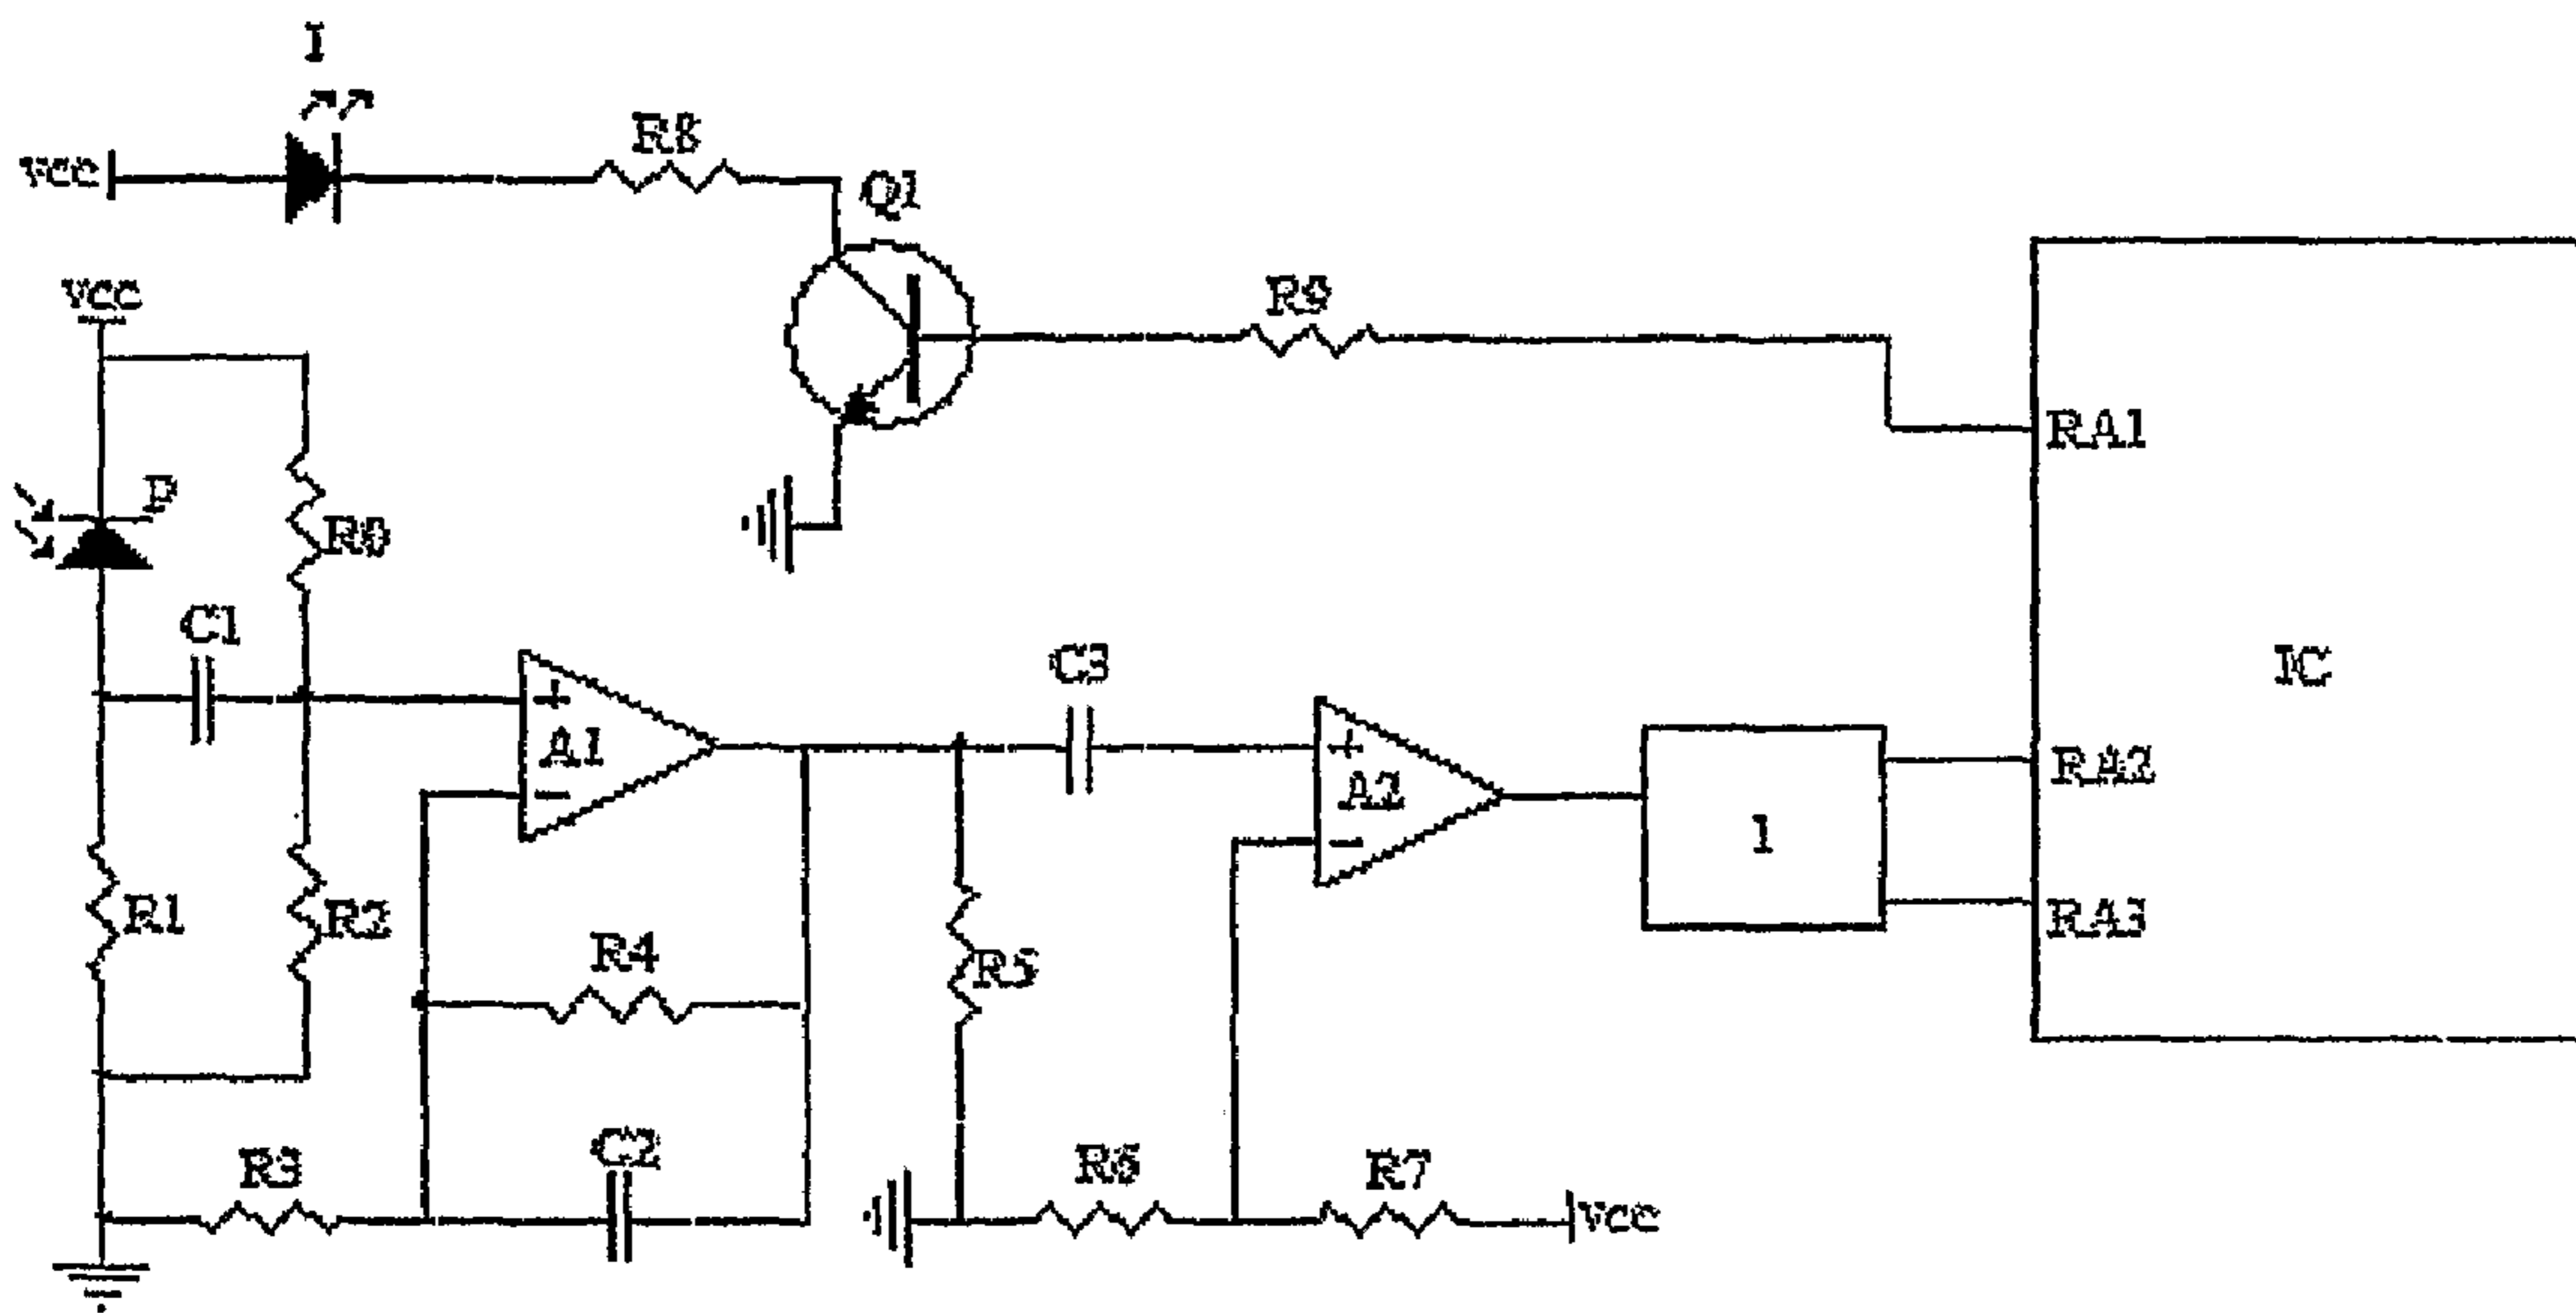 I
R8
Vcc
Q1
Vcc
R9
RA1
P
R0
C1
C3
IC
+
A1
−
+
A2
−
1
RA2
RA3
R1
R2
R4
R5
R3
C2
R6
R7
Vcc